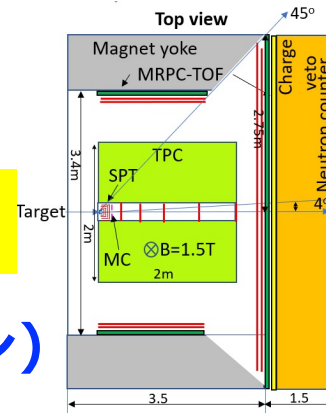 Top view
45°
Magnet yoke
MRPC-TOF
Charge
veto
Neutron counter
2.75m
3.4m
TPC
SPT
Target
4°
2m
MC
⊗B=1.5T
2m
ン)
3.5
1.5